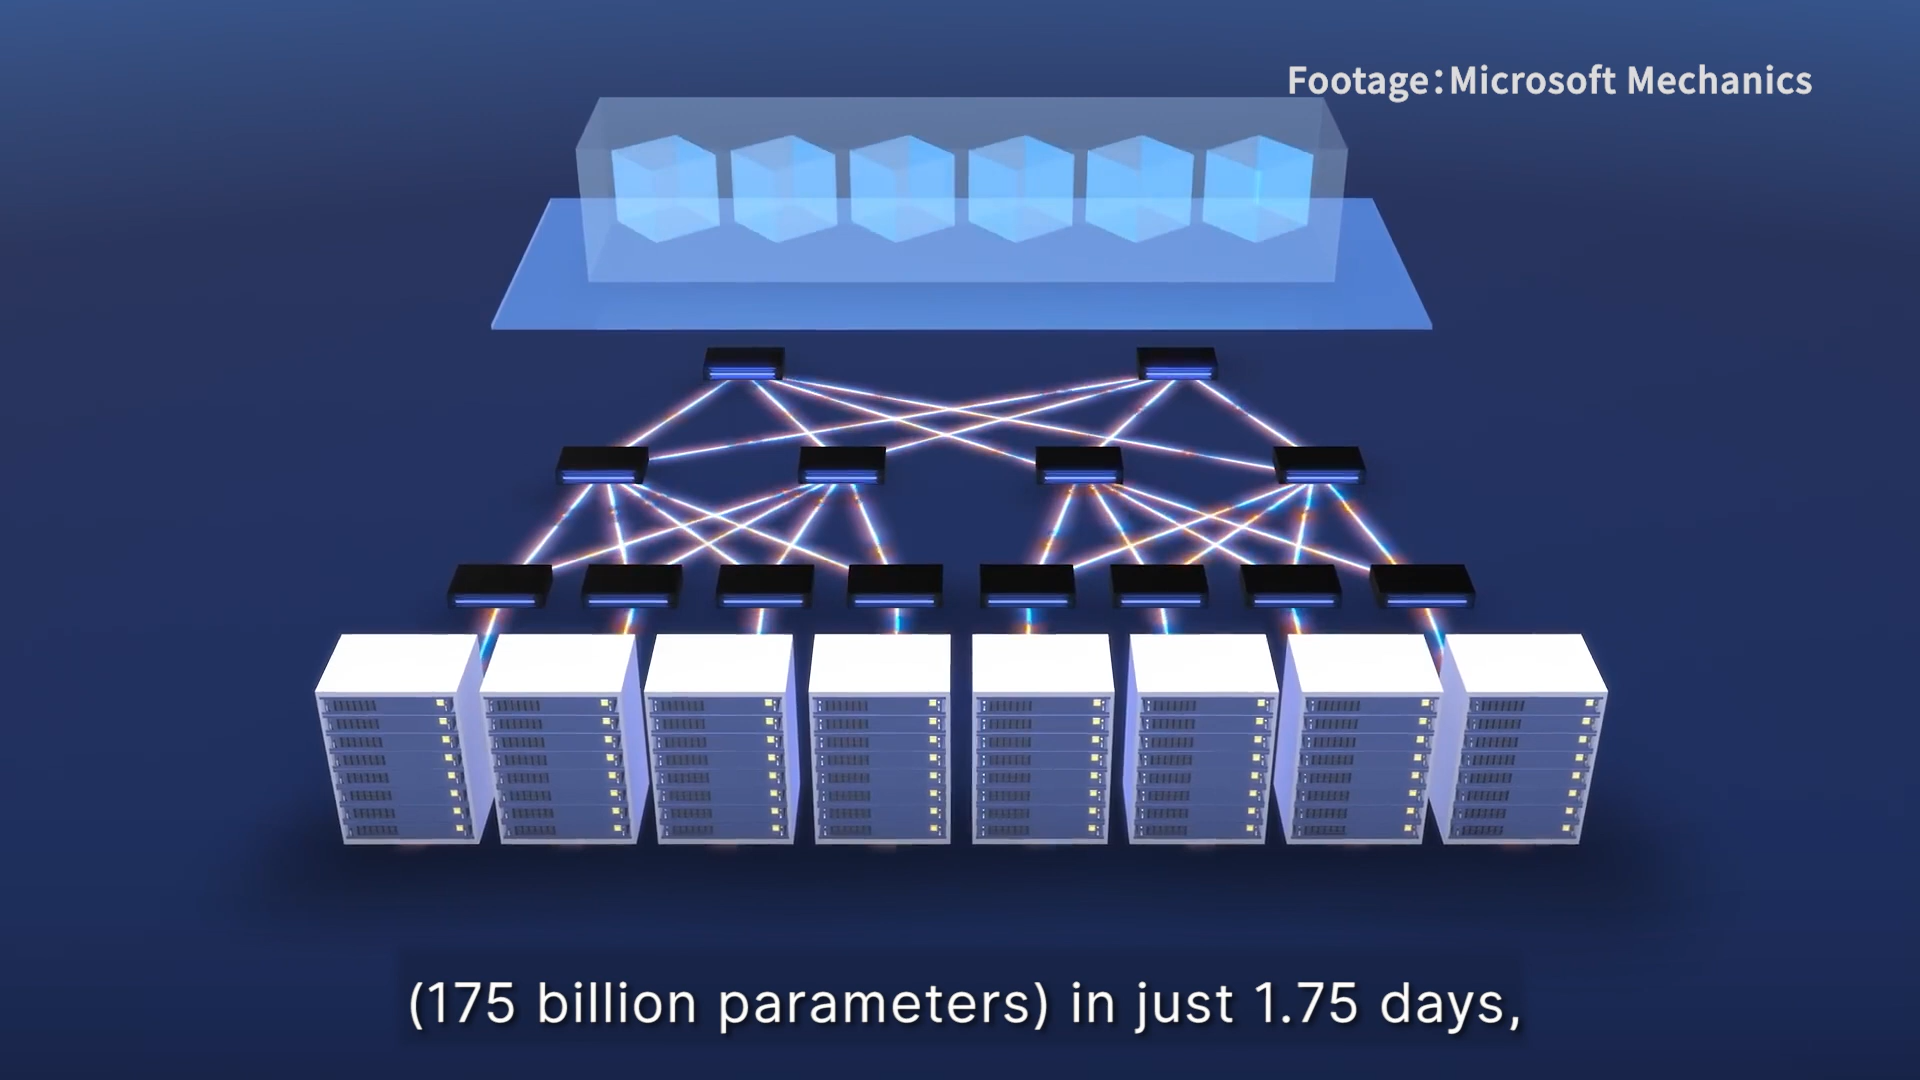 Footage:Microsoft Mechanics
(175 billion parameters) in just 1.75 days,